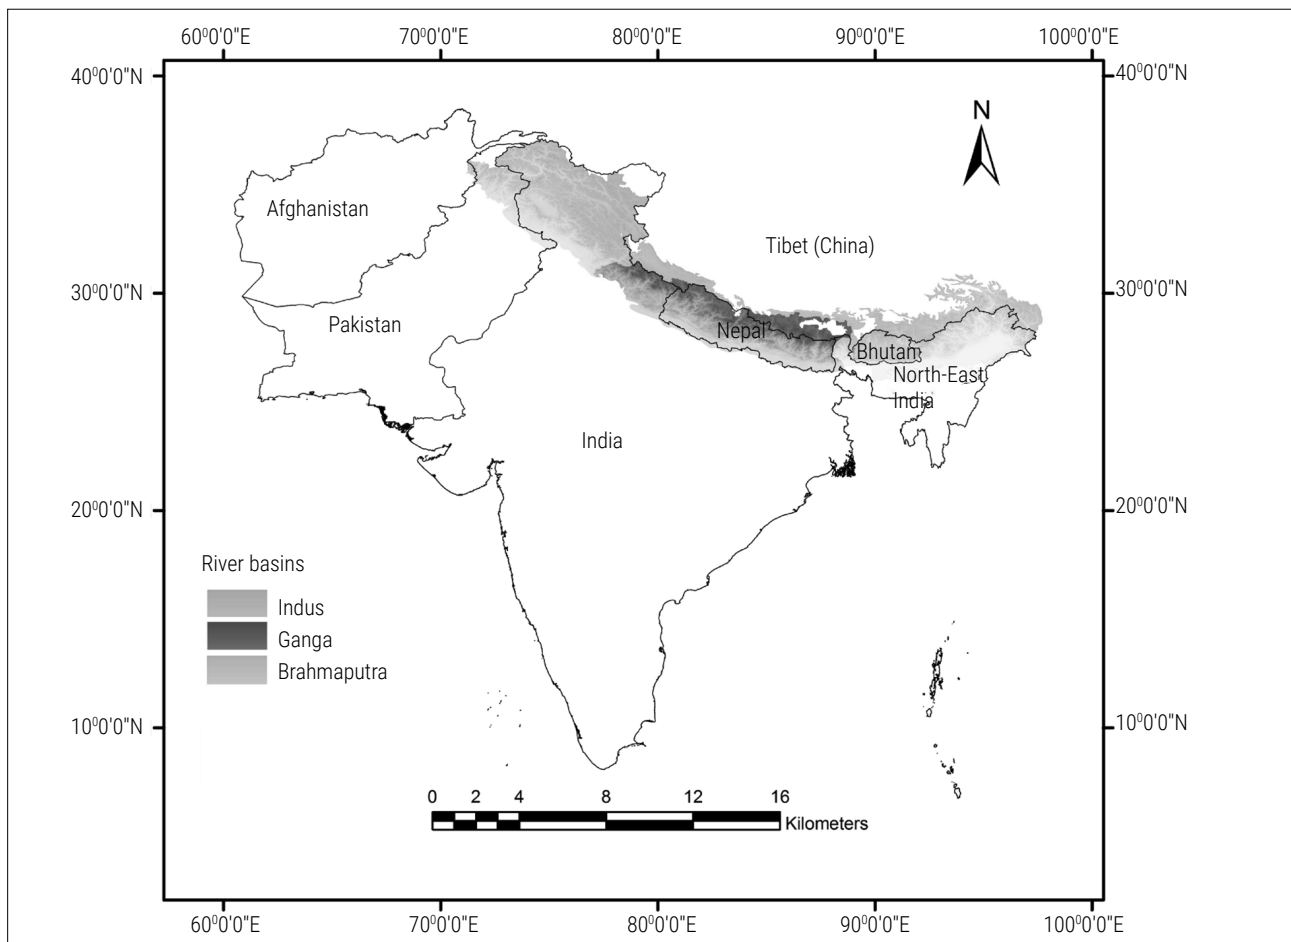 60⁰0'0"E 70⁰0'0"E 80⁰0'0"E 90⁰0'0"E 100⁰0'0"E
40⁰0'0"N 40⁰0'0"N
N
Afghanistan
Tibet (China)
30⁰0'0"N 30⁰0'0"N
Pakistan
Nepal
Bhutan
North-East
India
India
20⁰0'0"N 20⁰0'0"N
River basins
Indus
Ganga
Brahmaputra
10⁰0'0"N 10⁰0'0"N
0 2 4 8 12 16
Kilometers
60⁰0'0"E 70⁰0'0"E 80⁰0'0"E 90⁰0'0"E 100⁰0'0"E